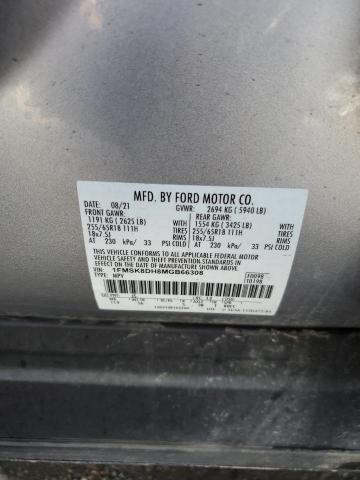 MFD. BY FORD MOTOR CO.
DATE: 08/21 GVWR: 2694 KG ( 5940 LB)
FRONT GAWR: REAR GAWR:
1191 KG ( 2625 LB) 1554 KG ( 3425 LB)
255/65R18 111H TIRES 255/65R18 111H TIRES
18x7.5J RIMS 18x7.5J RIMS
AT 230 kPa/ 33 PSI COLD AT 230 kPa/ 33 PSI COLD
THIS VEHICLE CONFORMS TO ALL APPLICABLE FEDERAL MOTOR
VEHICLE SAFETY AND THEFT PREVENTION STANDARDS IN EFFECT
ON THE DATE OF MANUFACTURE SHOWN ABOVE.
VIN: 1FMSK8DH8MGB66308 F0098
TYPE: MPV T0198